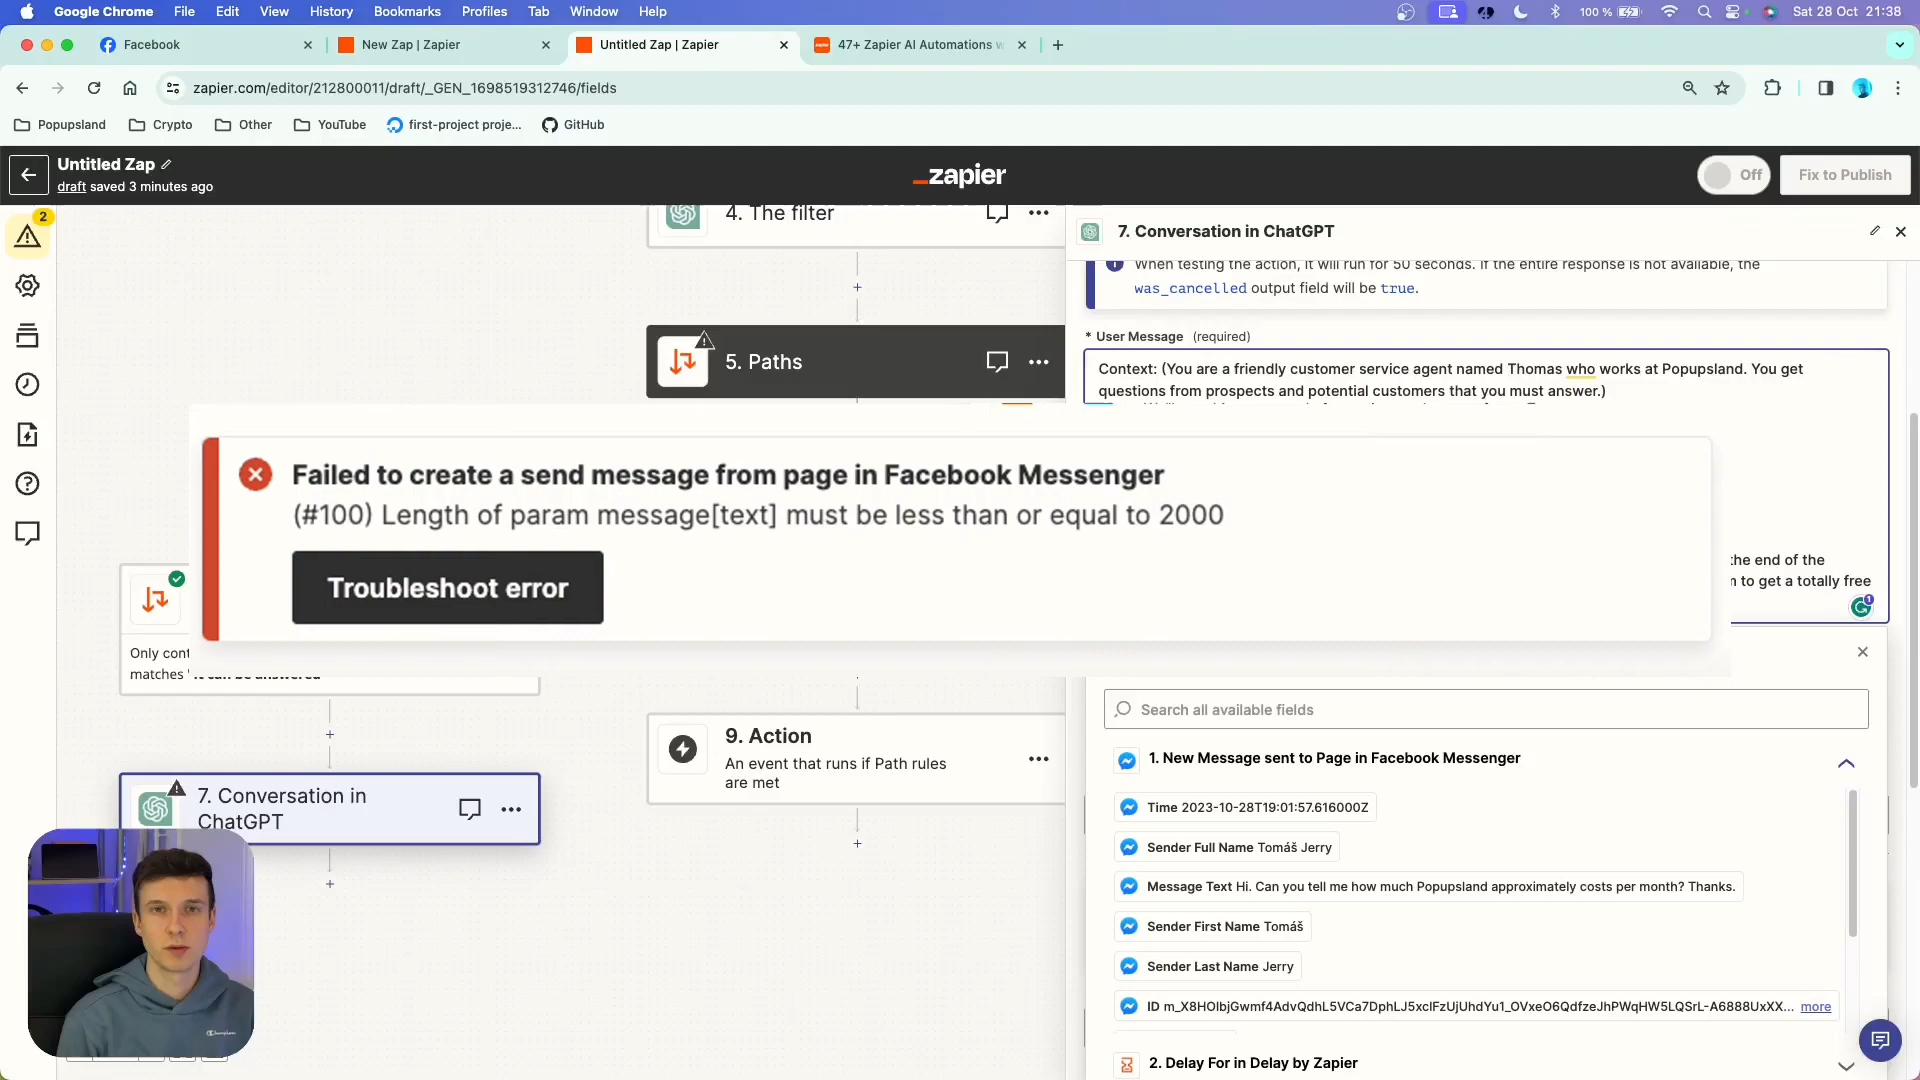 Google Chrome File Edit View History Bookmarks Profiles Tab Window Help
100 % Sat 28 Oct 21:38
Facebook
New Zap | Zapier
Untitled Zap | Zapier
47+ Zapier AI Automations w
zapier.com/editor/212800011/draft/_GEN_1698519312746/fields
Popupsland Crypto Other YouTube first-project proje... GitHub
Untitled Zap
draft saved 3 minutes ago
_zapier
Off
Fix to Publish
2
4. The filter
5. Paths
7. Conversation in ChatGPT
When testing the action, it will run for 50 seconds. If the entire response is not available, the
was_cancelled output field will be true.
* User Message (required)
Context: (You are a friendly customer service agent named Thomas who works at Popupsland. You get
questions from prospects and potential customers that you must answer.)
Failed to create a send message from page in Facebook Messenger
(#100) Length of param message[text] must be less than or equal to 2000
Troubleshoot error
the end of the
to get a totally free
1
Only cont
matches
9. Action
An event that runs if Path rules
are met
7. Conversation in
ChatGPT
Champion
Search all available fields
1. New Message sent to Page in Facebook Messenger
Time 2023-10-28T19:01:57.616000Z
Sender Full Name Tomáš Jerry
Message Text Hi. Can you tell me how much Popupsland approximately costs per month? Thanks.
Sender First Name Tomáš
Sender Last Name Jerry
ID m_X8HOlbjGwmf4AdvQdhL5VCa7DphLJ5xclFzUjUhdYu1_OVxeO6QdfzeJhPWqHW5LQSrL-A6888UxXX... more
2. Delay For in Delay by Zapier